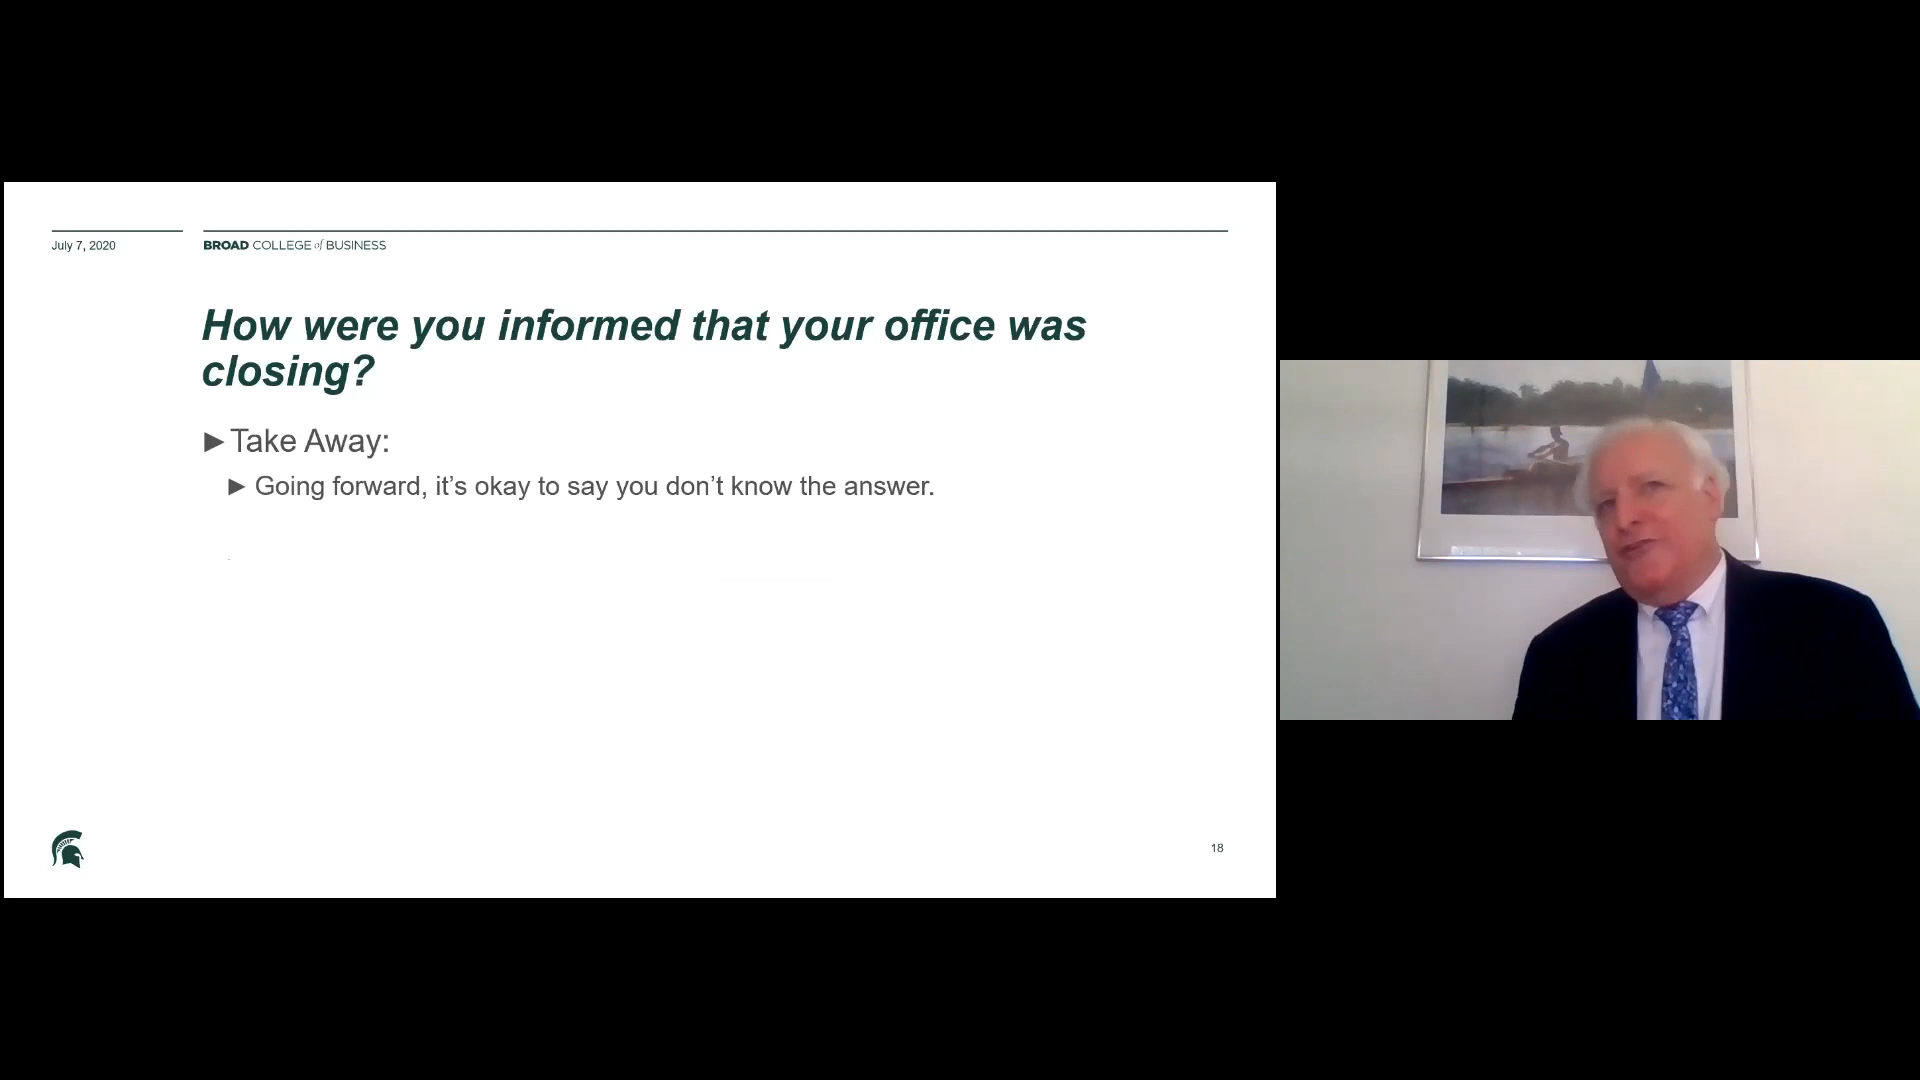 July 7, 2020
BROAD COLLEGE of BUSINESS
How were you informed that your office was
closing?
►Take Away:
► Going forward, it’s okay to say you don’t know the answer.
18